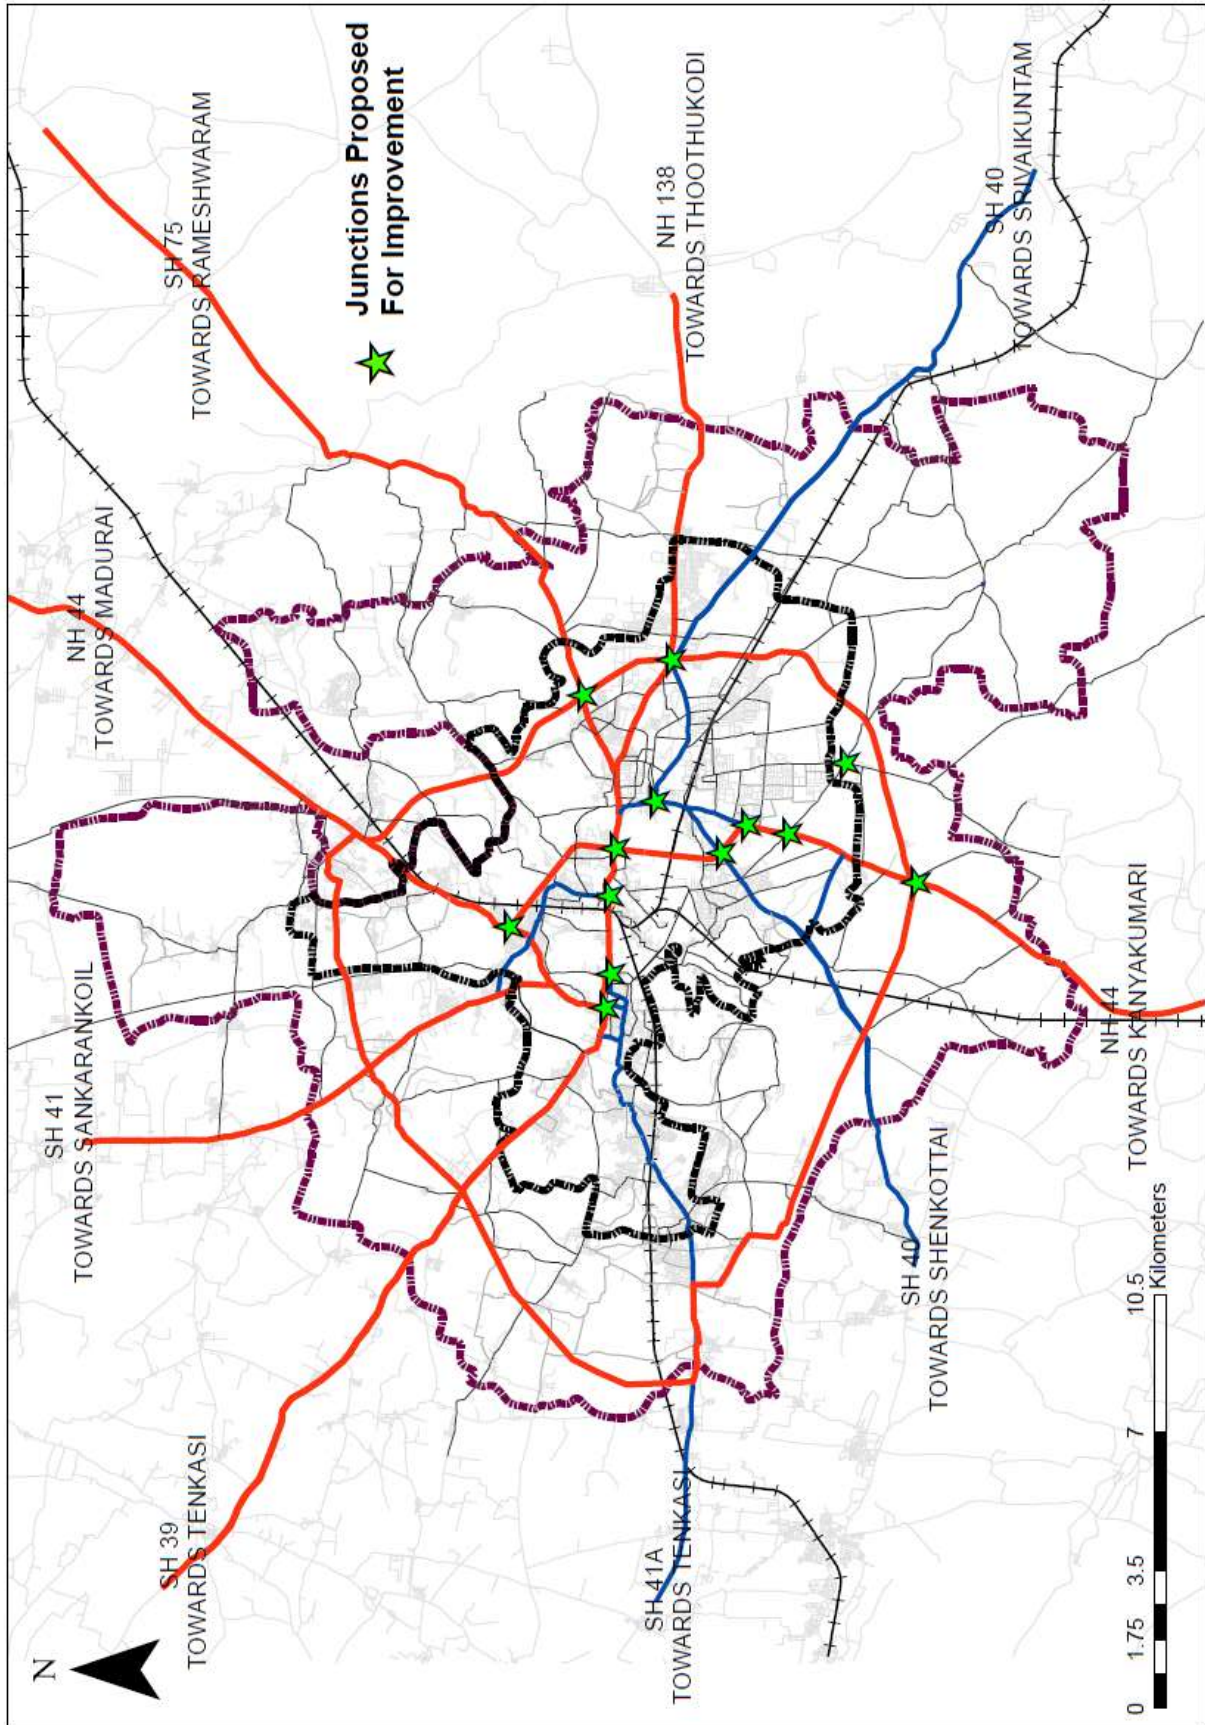 N
SH 39
TOWARDS TENKASI
SH 41
TOWARDS SANKARANKOIL
NH 44
TOWARDS MADURAI
SH 75
TOWARDS RAMESHWARAM
Junctions Proposed
For Improvement
NH 138
TOWARDS THOOTHUKODI
SH 40
TOWARDS SRIVAIKUNTAM
SH41A
TOWARDS TENKASI
SH 40
TOWARDS SHENKOTTAI
NH 44
TOWARDS KANYAKUMARI
0 1.75 3.5 7 10.5
Kilometers